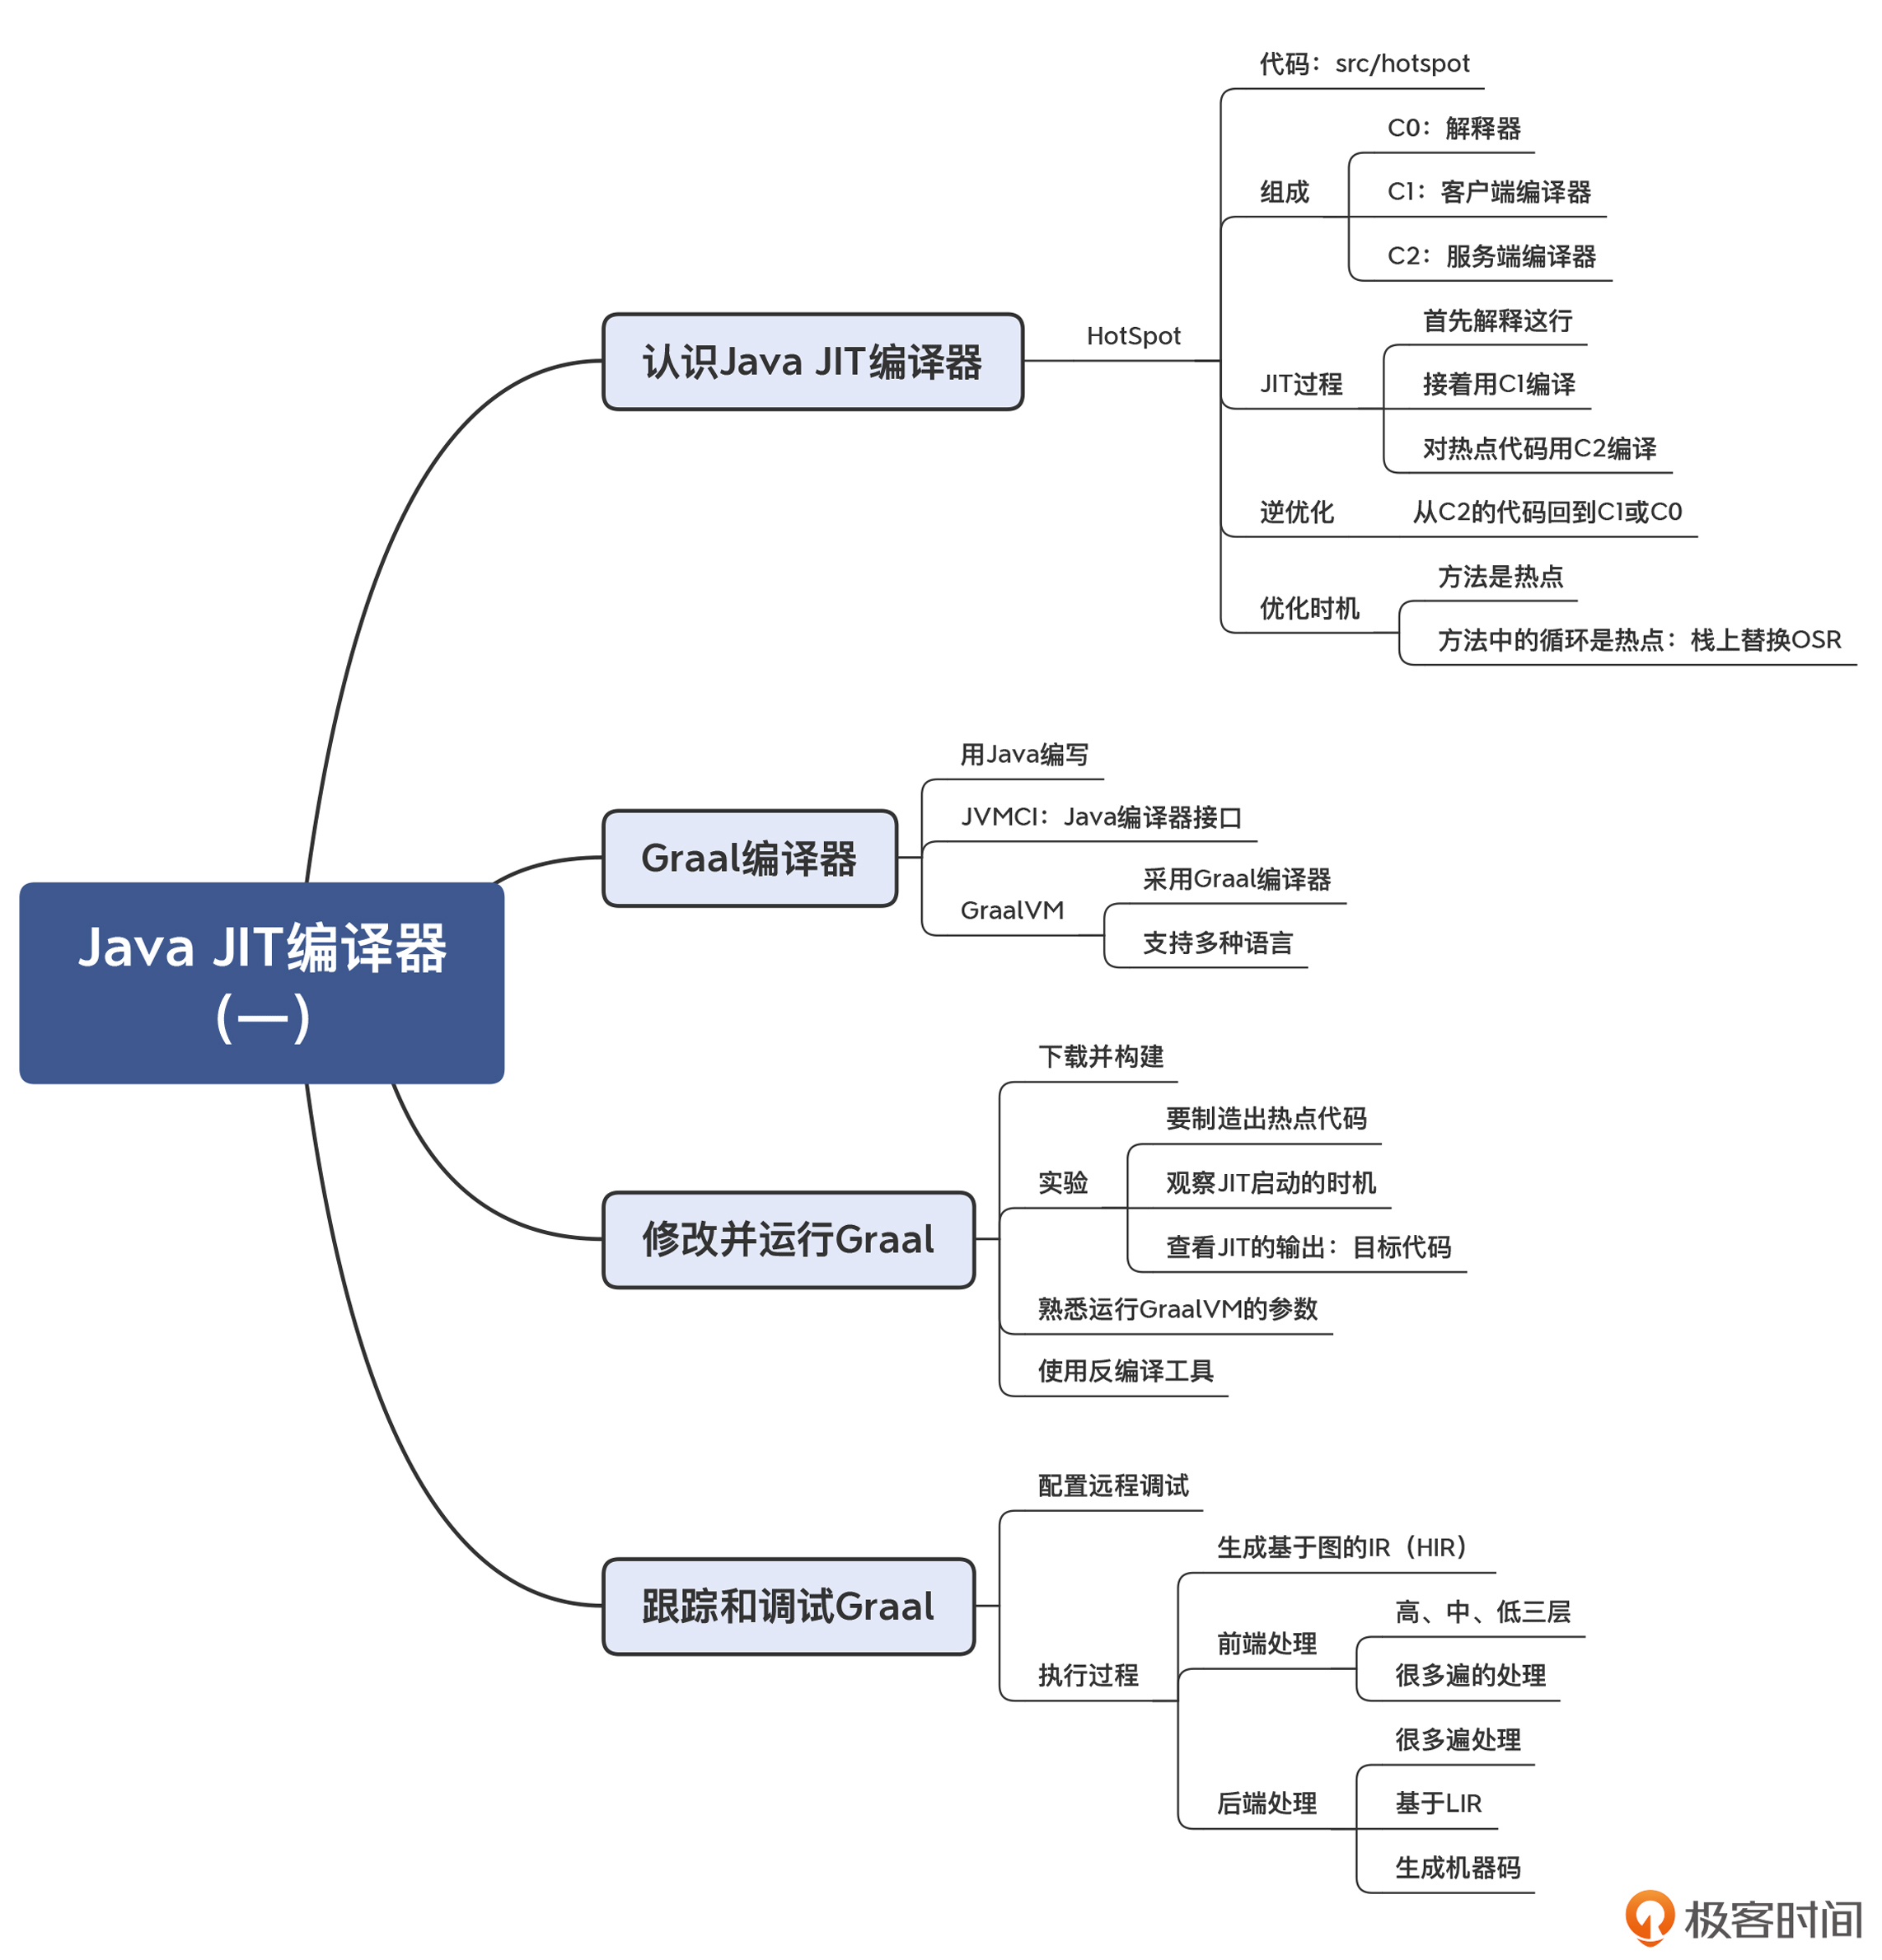 Java JIT编译器
(一)
认识Java JIT编译器
HotSpot
代码：src/hotspot
组成
C0：解释器
C1：客户端编译器
C2：服务端编译器
JIT过程
首先解释这行
接着用C1编译
对热点代码用C2编译
逆优化
从C2的代码回到C1或C0
优化时机
方法是热点
方法中的循环是热点：栈上替换OSR
Graal编译器
用Java编写
JVMCI：Java编译器接口
GraalVM
采用Graal编译器
支持多种语言
修改并运行Graal
下载并构建
实验
要制造出热点代码
观察JIT启动的时机
查看JIT的输出：目标代码
熟悉运行GraalVM的参数
使用反编译工具
跟踪和调试Graal
配置远程调试
执行过程
生成基于图的IR（HIR）
前端处理
高、中、低三层
很多遍的处理
后端处理
很多遍处理
基于LIR
生成机器码
极客时间